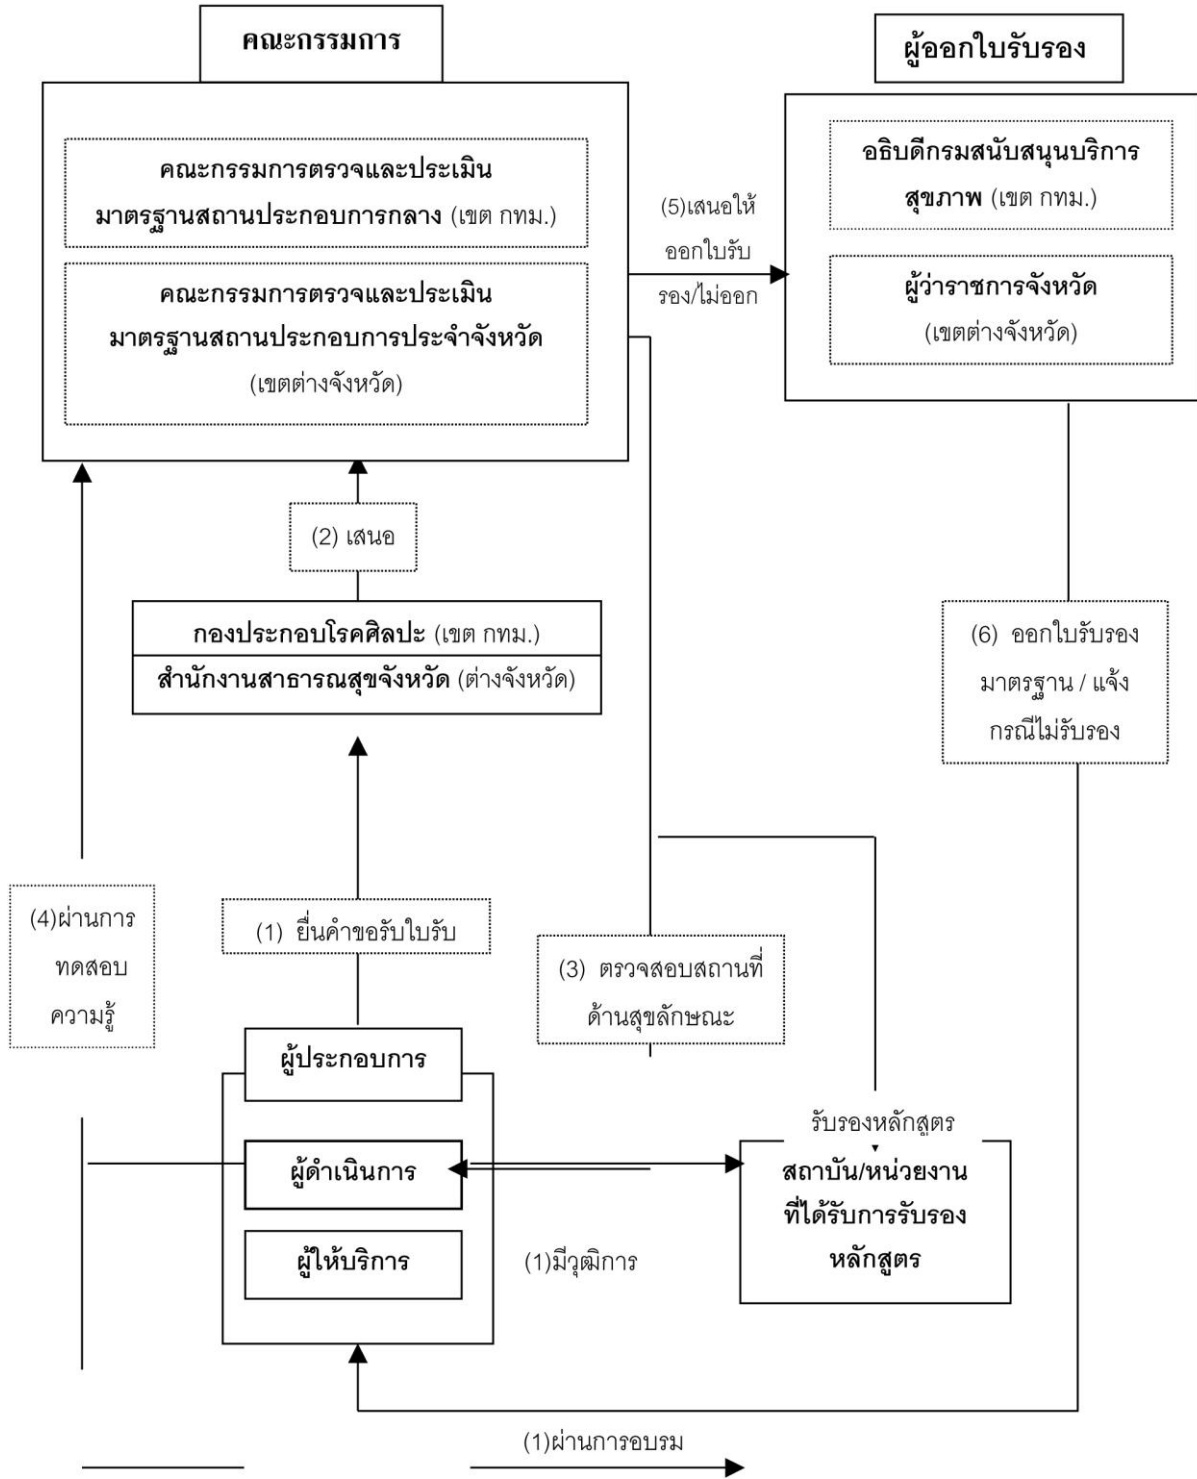 คณะกรรมการ
ผู้ออกใบรับรอง
คณะกรรมการตรวจและประเมิน
มาตรฐานสถานประกอบการกลาง (เขต กทม.)
คณะกรรมการตรวจและประเมิน
มาตรฐานสถานประกอบการประจำจังหวัด
(เขตต่างจังหวัด)
(5)เสนอให้
ออกใบรับ
รอง/ไม่ออก
อธิบดีกรมสนับสนุนบริการ
สุขภาพ (เขต กทม.)
ผู้ว่าราชการจังหวัด
(เขตต่างจังหวัด)
(2) เสนอ
กองประกอบโรคศิลปะ (เขต กทม.)
สำนักงานสาธารณสุขจังหวัด (ต่างจังหวัด)
(6) ออกใบรับรอง
มาตรฐาน / แจ้ง
กรณีไม่รับรอง
(4)ผ่านการ
ทดสอบ
ความรู้
(1) ยื่นคำขอรับใบรับ
(3) ตรวจสอบสถานที่
ด้านสุขลักษณะ
ผู้ประกอบการ
ผู้ดำเนินการ
ผู้ให้บริการ
(1)มีวุฒิการ
รับรองหลักสูตร
สถาบัน/หน่วยงาน
ที่ได้รับการรับรอง
หลักสูตร
(1)ผ่านการอบรม